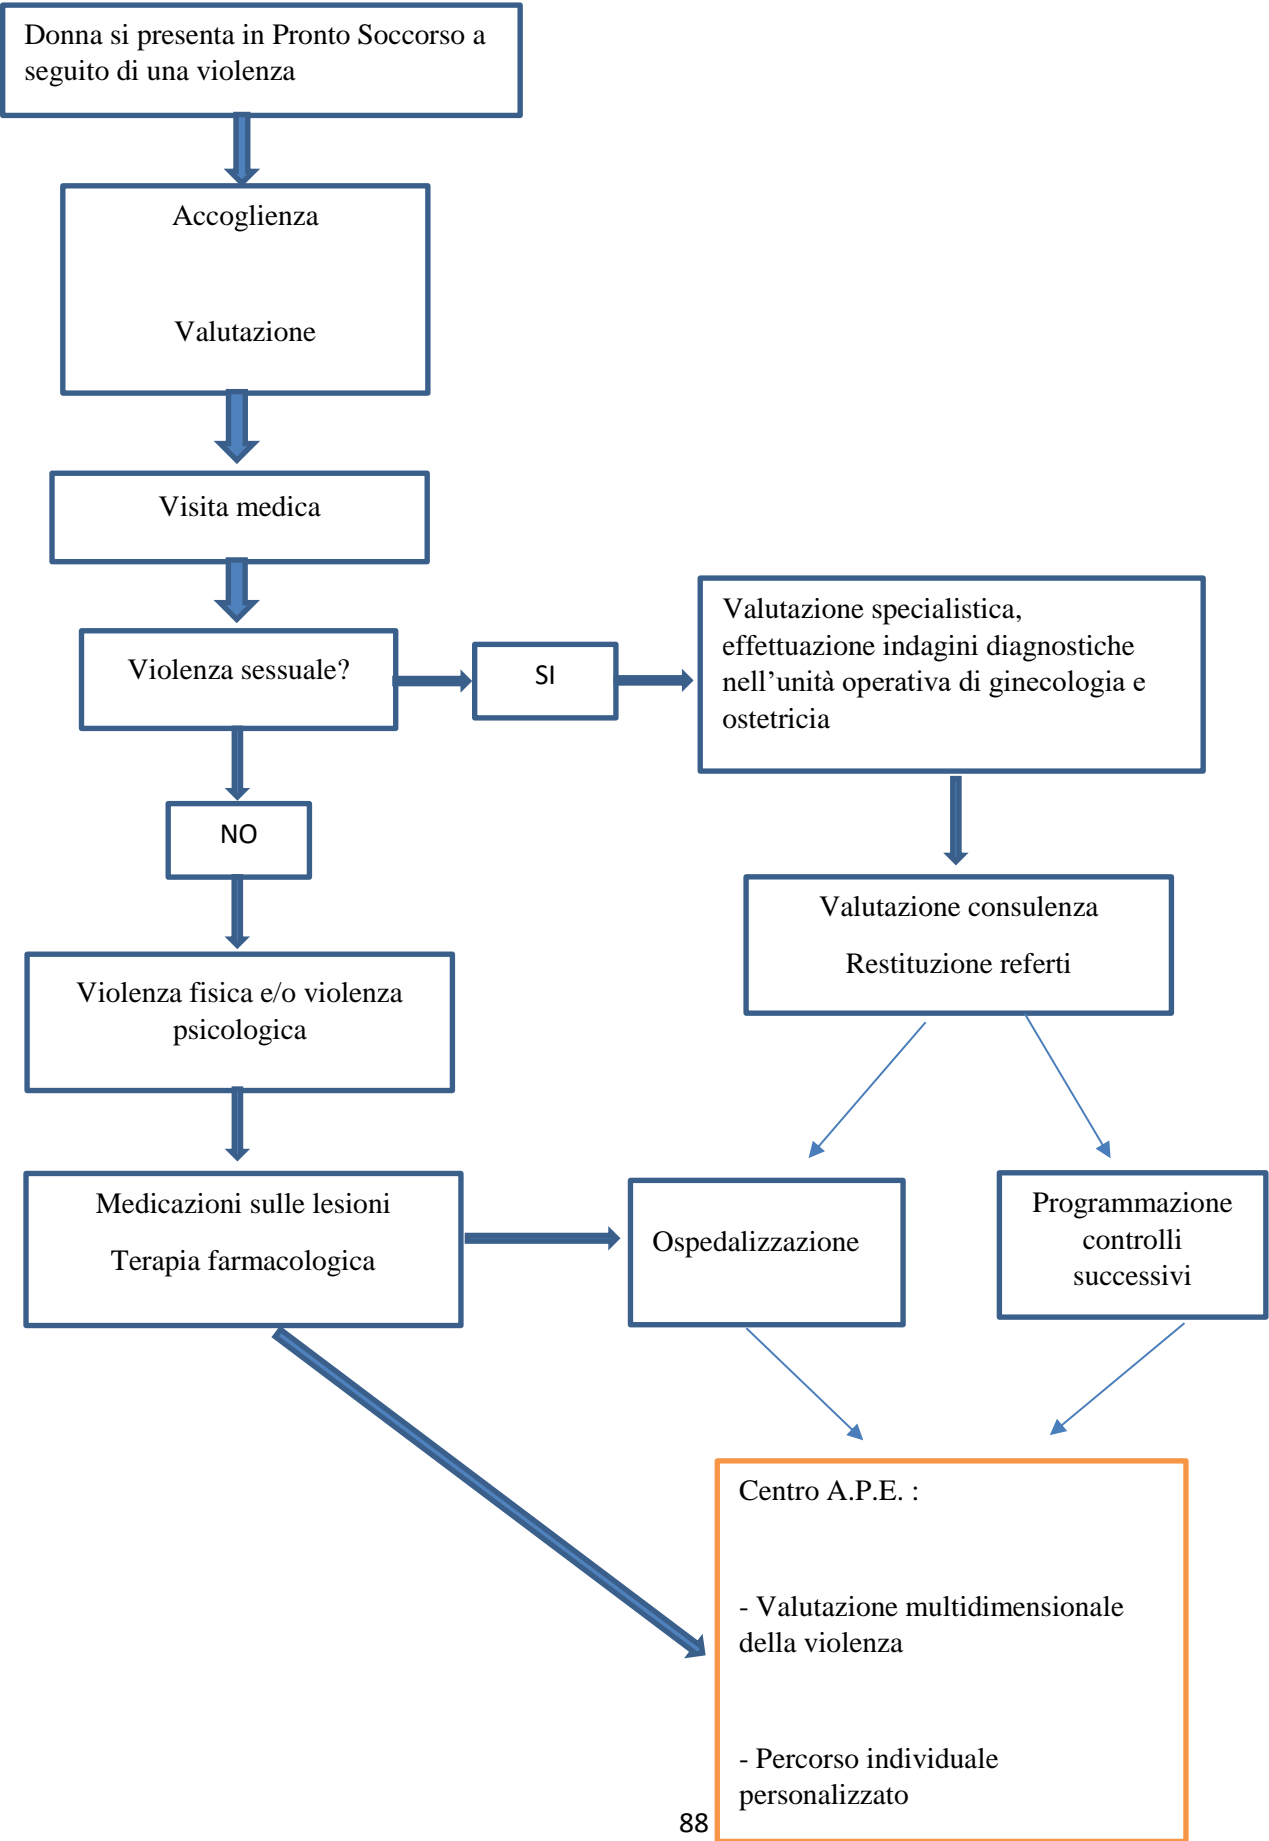 Donna si presenta in Pronto Soccorso a
seguito di una violenza
Accoglienza
Valutazione
Visita medica
Violenza sessuale?
SI
Valutazione specialistica,
effettuazione indagini diagnostiche
nell’unità operativa di ginecologia e
ostetricia
NO
Valutazione consulenza
Restituzione referti
Violenza fisica e/o violenza
psicologica
Medicazioni sulle lesioni
Terapia farmacologica
Ospedalizzazione
Programmazione
controlli
successivi
Centro A.P.E. :
- Valutazione multidimensionale
della violenza
- Percorso individuale
personalizzato
88